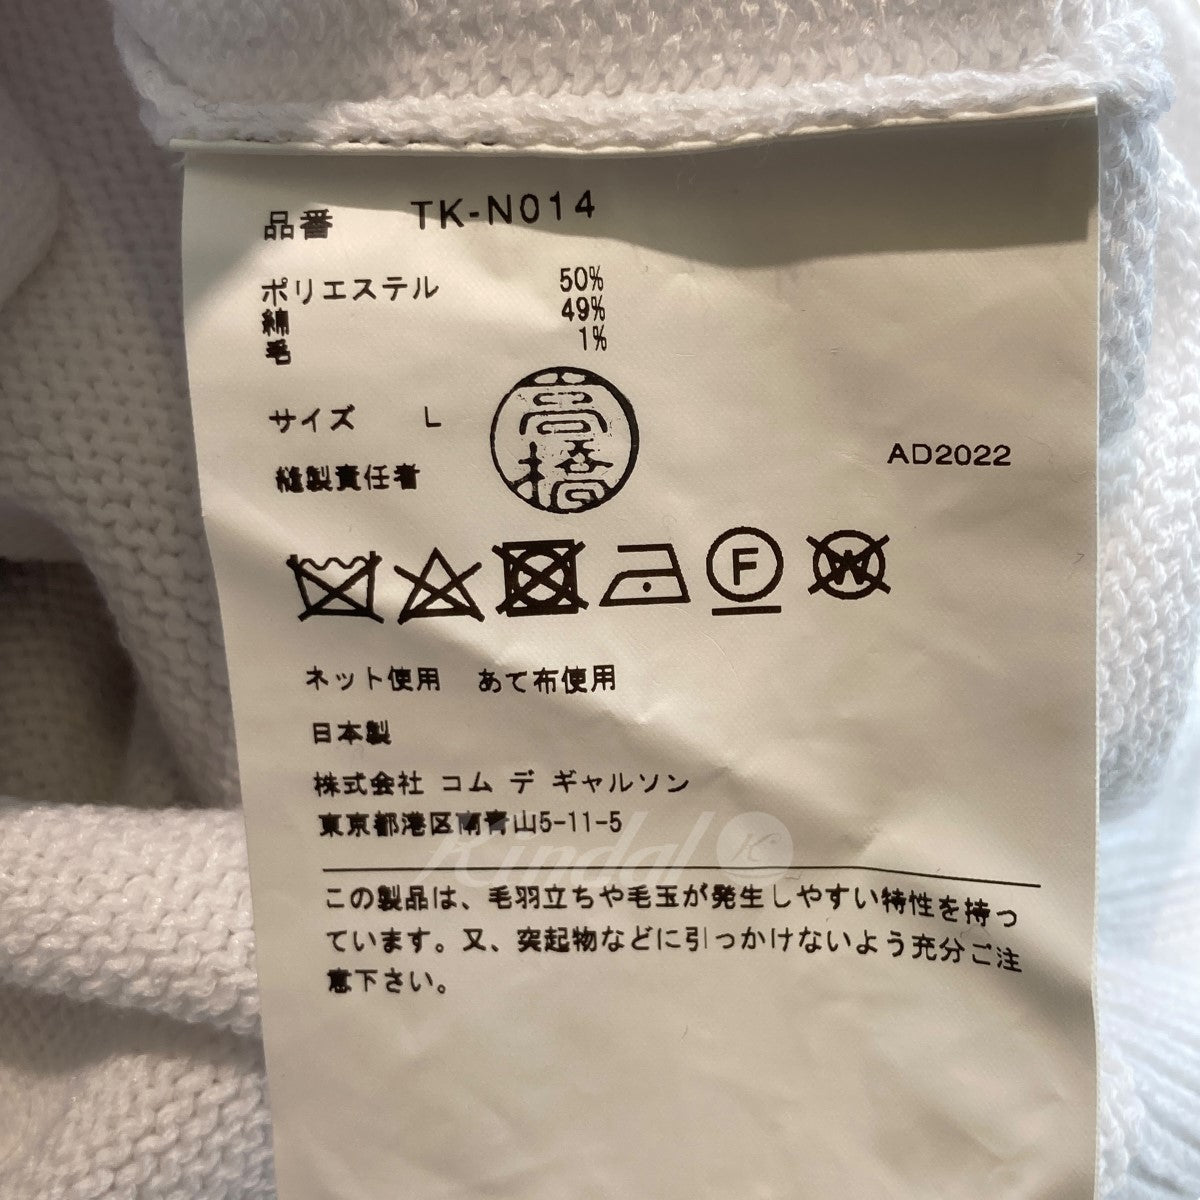 品番 TK-N014
ポリエステル 50%
綿 49%
毛 1%
サイズ L
高橋
縫製責任者
AD2022
F
W
ネット使用 あて布使用
日本製
株式会社 コム デ ギャルソン
東京都港区南青山5-11-5
Kindal K
この製品は、毛羽立ちや毛玉が発生しやすい特性を持っ
ています。又、突起物などに引っかけないよう充分ご注
意下さい。